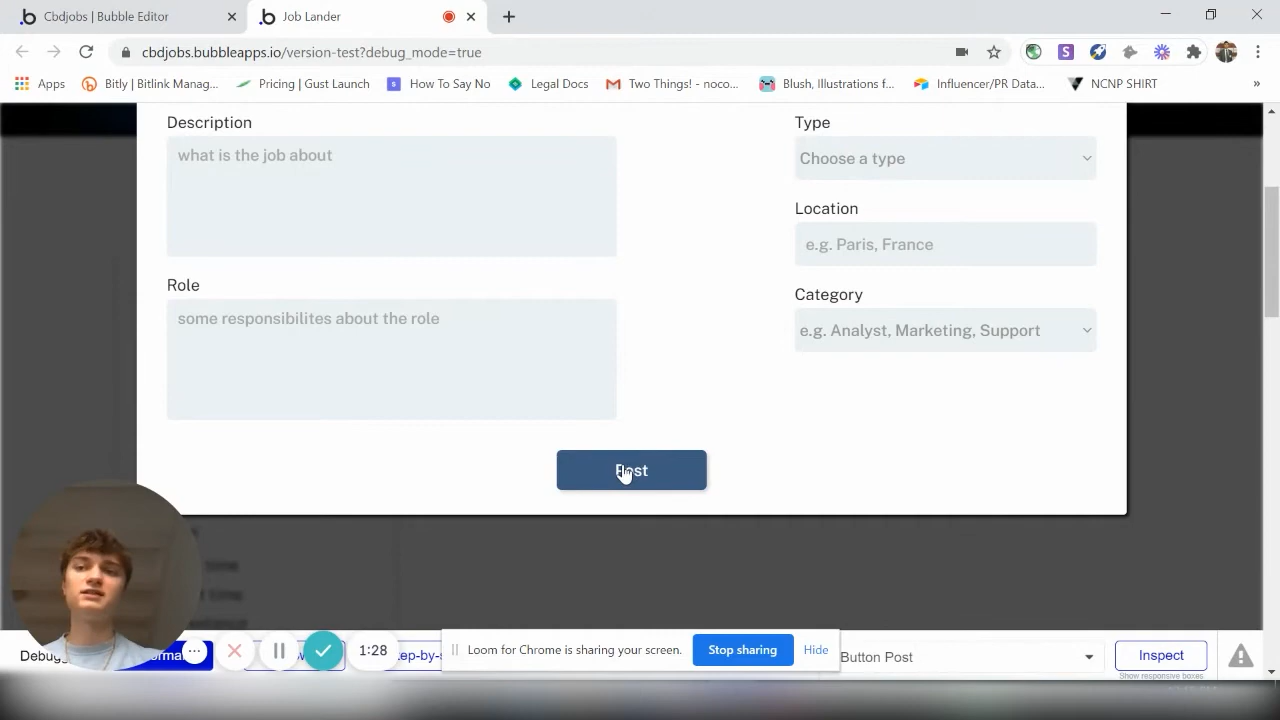 Cbdjobs | Bubble Editor
Job Lander
cbdjobs.bubbleapps.io/version-test?debug_mode=true
Apps
Bitly | Bitlink Manag...
Pricing | Gust Launch
How To Say No
Legal Docs
Two Things! - noco...
Blush, Illustrations f...
Influencer/PR Data...
NCNP SHIRT
Description
what is the job about
Type
Choose a type
Location
e.g. Paris, France
Role
some responsibilites about the role
Category
e.g. Analyst, Marketing, Support
Post
1:28
Loom for Chrome is sharing your screen.
Stop sharing
Hide
Button Post
Inspect
Show responsive boxes